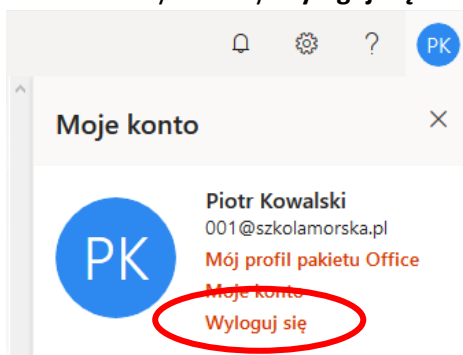 ?
PK
Moje konto
PK
Piotr Kowalski
001@szkolamorska.pl
Mój profil pakietu Office
Moje konto
Wyloguj się